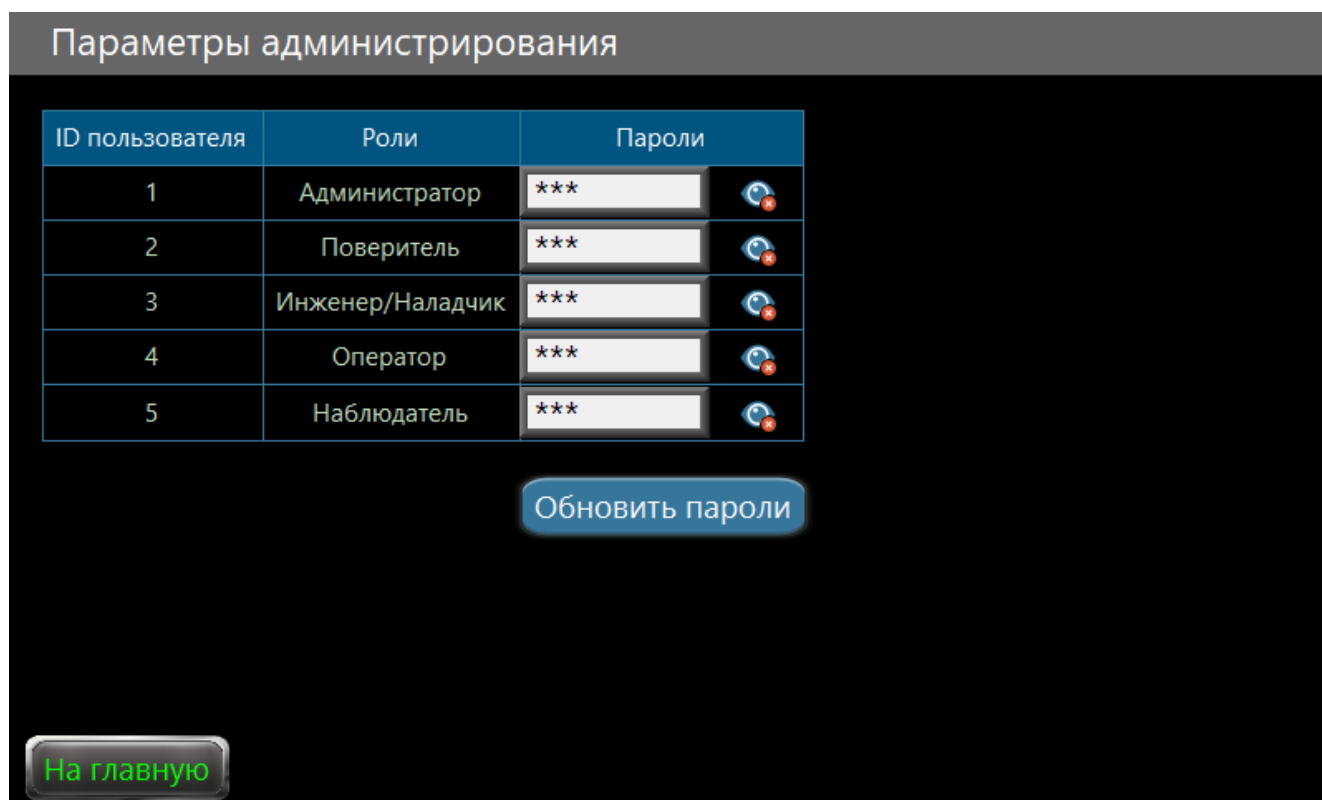 Параметры администрирования
ID пользователя Роли Пароли
1 Администратор ***
2 Поверитель ***
3 Инженер/Наладчик ***
4 Оператор ***
5 Наблюдатель ***
Обновить пароли
На главную